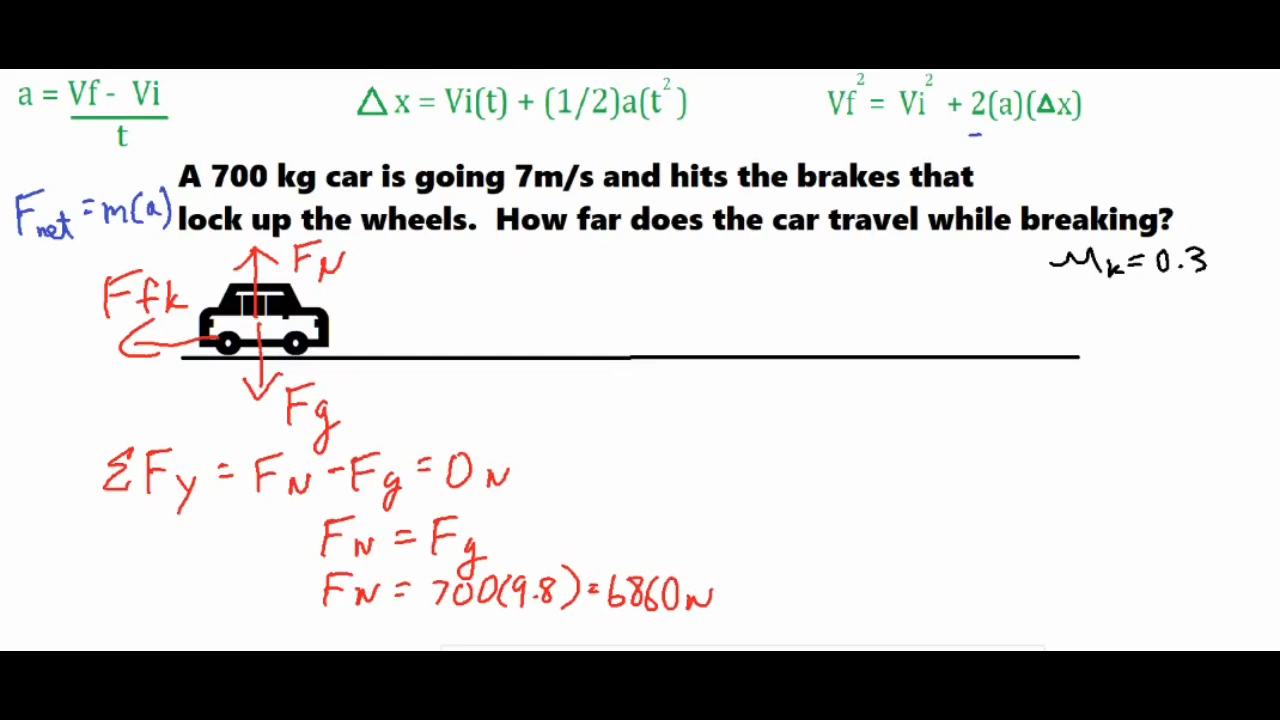 a = Vf - Vi
t
Δx = Vi(t) + (1/2)a(t²)
Vf² = Vi² + 2(a)(Δx)
A 700 kg car is going 7m/s and hits the brakes that
lock up the wheels. How far does the car travel while breaking?
Fnet = m(a)
μk = 0.3
FN
Ffk
Fg
ΣFy = FN - Fg = 0N
FN = Fg
FN = 700(9.8) = 6860N